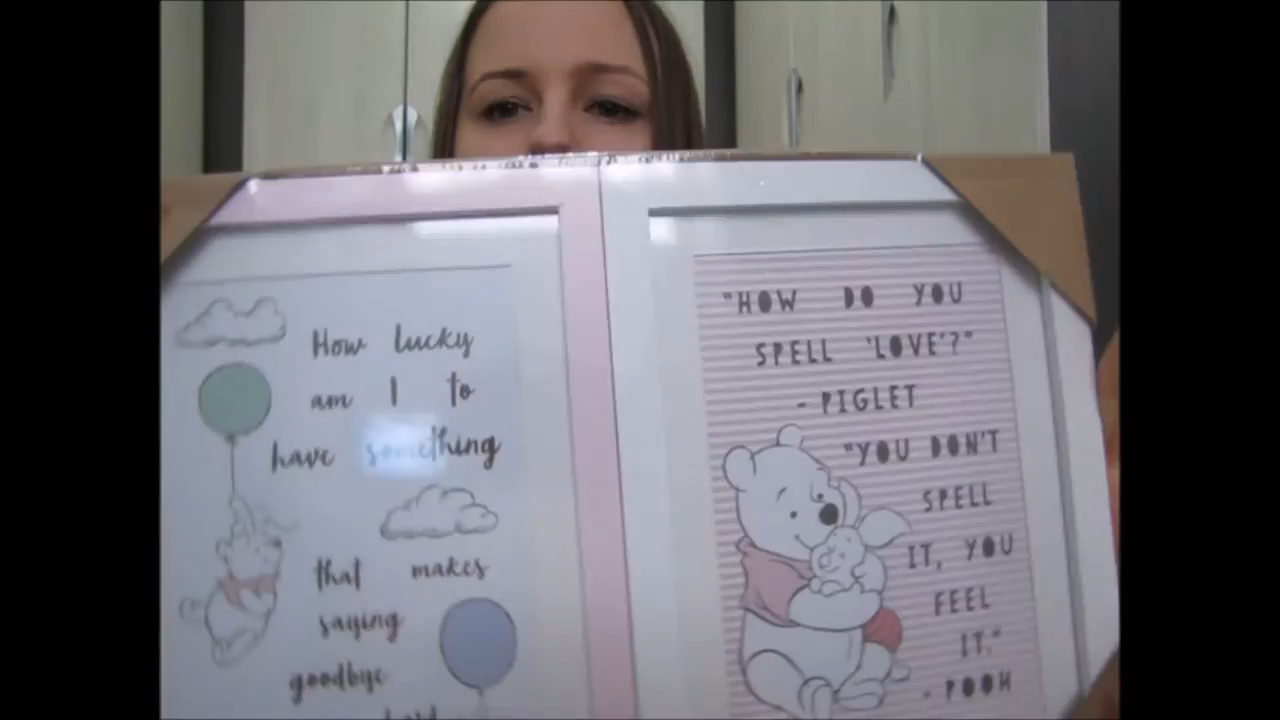 How lucky
am I to
have something
that makes
saying
goodbye
"HOW DO YOU
SPELL 'LOVE'?"
- PIGLET
"YOU DON'T
SPELL
IT, YOU
FEEL
IT."
- POOH